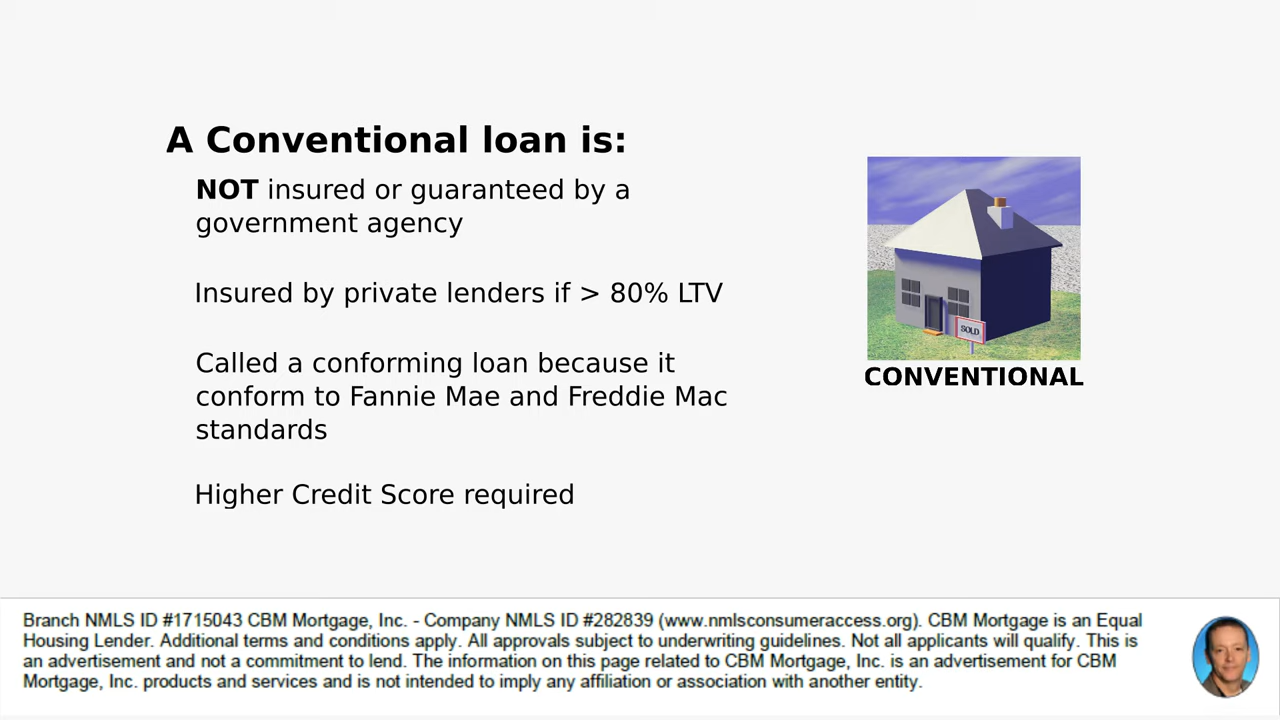 A Conventional loan is:
NOT insured or guaranteed by a
government agency
Insured by private lenders if > 80% LTV
Called a conforming loan because it
conform to Fannie Mae and Freddie Mac
standards
Higher Credit Score required
SOLD
CONVENTIONAL
Branch NMLS ID #1715043 CBM Mortgage, Inc. - Company NMLS ID #282839 (www.nmlsconsumeraccess.org). CBM Mortgage is an Equal
Housing Lender. Additional terms and conditions apply. All approvals subject to underwriting guidelines. Not all applicants will qualify. This is
an advertisement and not a commitment to lend. The information on this page related to CBM Mortgage, Inc. is an advertisement for CBM
Mortgage, Inc. products and services and is not intended to imply any affiliation or association with another entity.